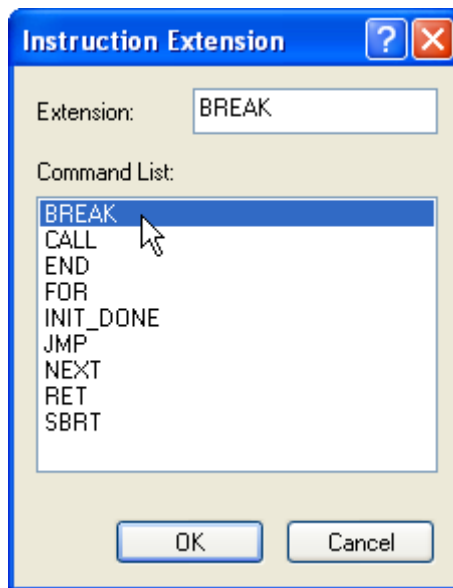 Instruction Extension
Extension: BREAK
Command List:
BREAK
CALL
END
FOR
INIT_DONE
JMP
NEXT
RET
SBRT
OK Cancel